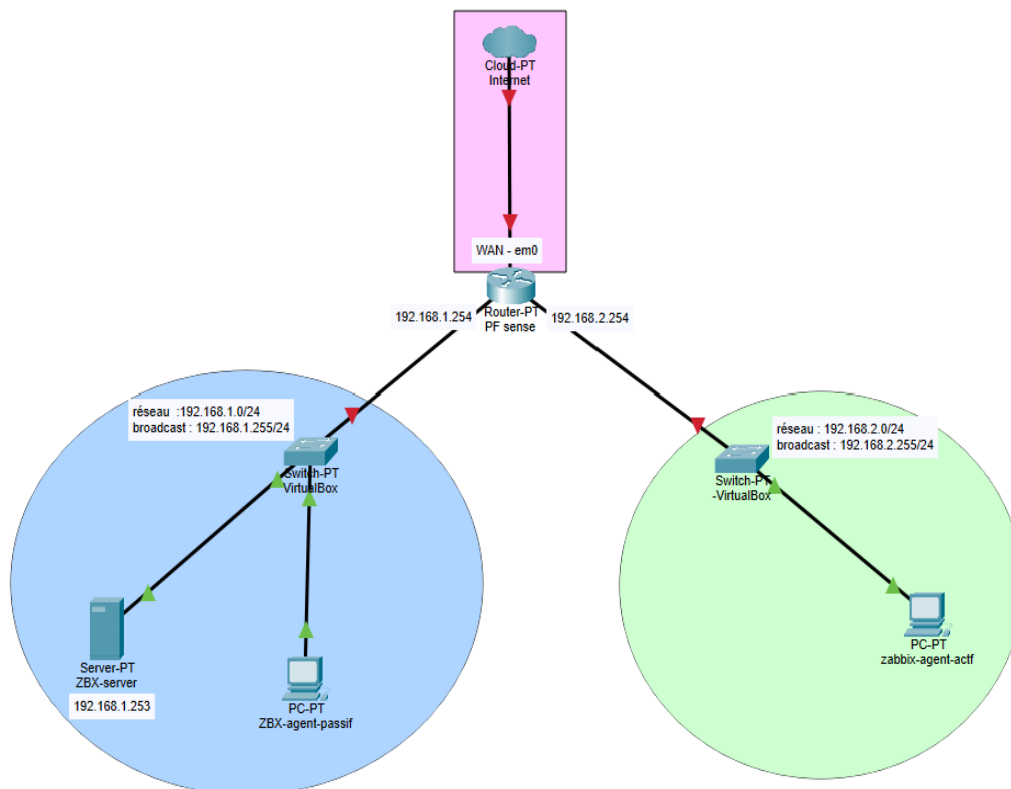 Cloud-PT
Internet
WAN - em0
Router-PT
PF sense
192.168.1.254
192.168.2.254
réseau :192.168.1.0/24
broadcast : 192.168.1.255/24
Switch-PT
VirtualBox
réseau : 192.168.2.0/24
broadcast : 192.168.2.255/24
Switch-PT
-VirtualBox
Server-PT
ZBX-server
192.168.1.253
PC-PT
ZBX-agent-passif
PC-PT
zabbix-agent-actf